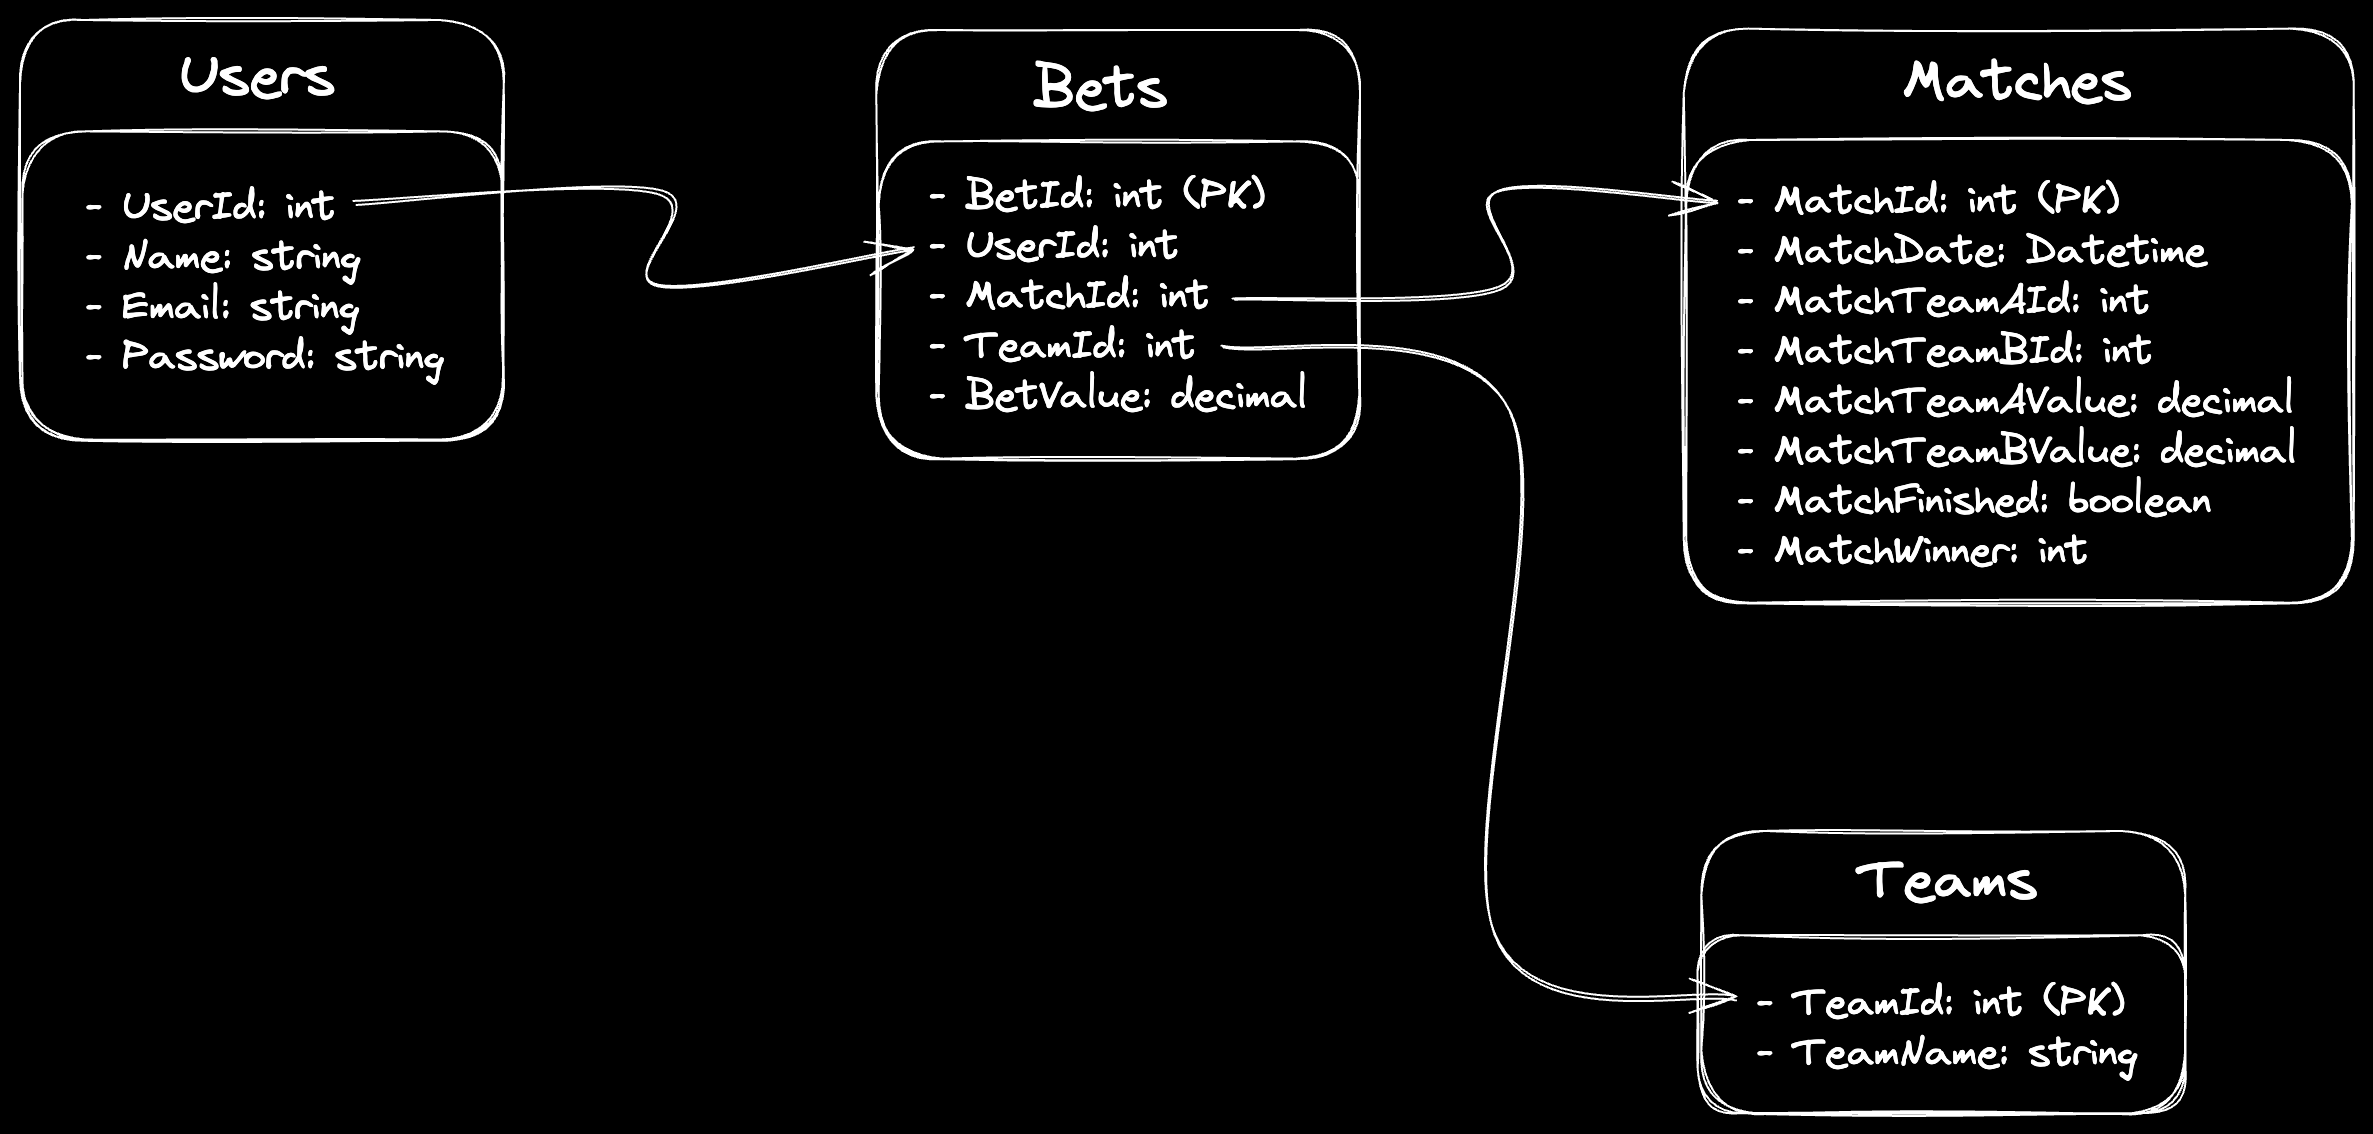 Users
- UserId: int
- Name: string
- Email: string
- Password: string
Bets
- BetId: int (PK)
- UserId: int
- MatchId: int
- TeamId: int
- BetValue: decimal
Matches
- MatchId: int (PK)
- MatchDate: Datetime
- MatchTeamAId: int
- MatchTeamBId: int
- MatchTeamAValue: decimal
- MatchTeamBValue: decimal
- MatchFinished: boolean
- MatchWinner: int
Teams
- TeamId: int (PK)
- TeamName: string